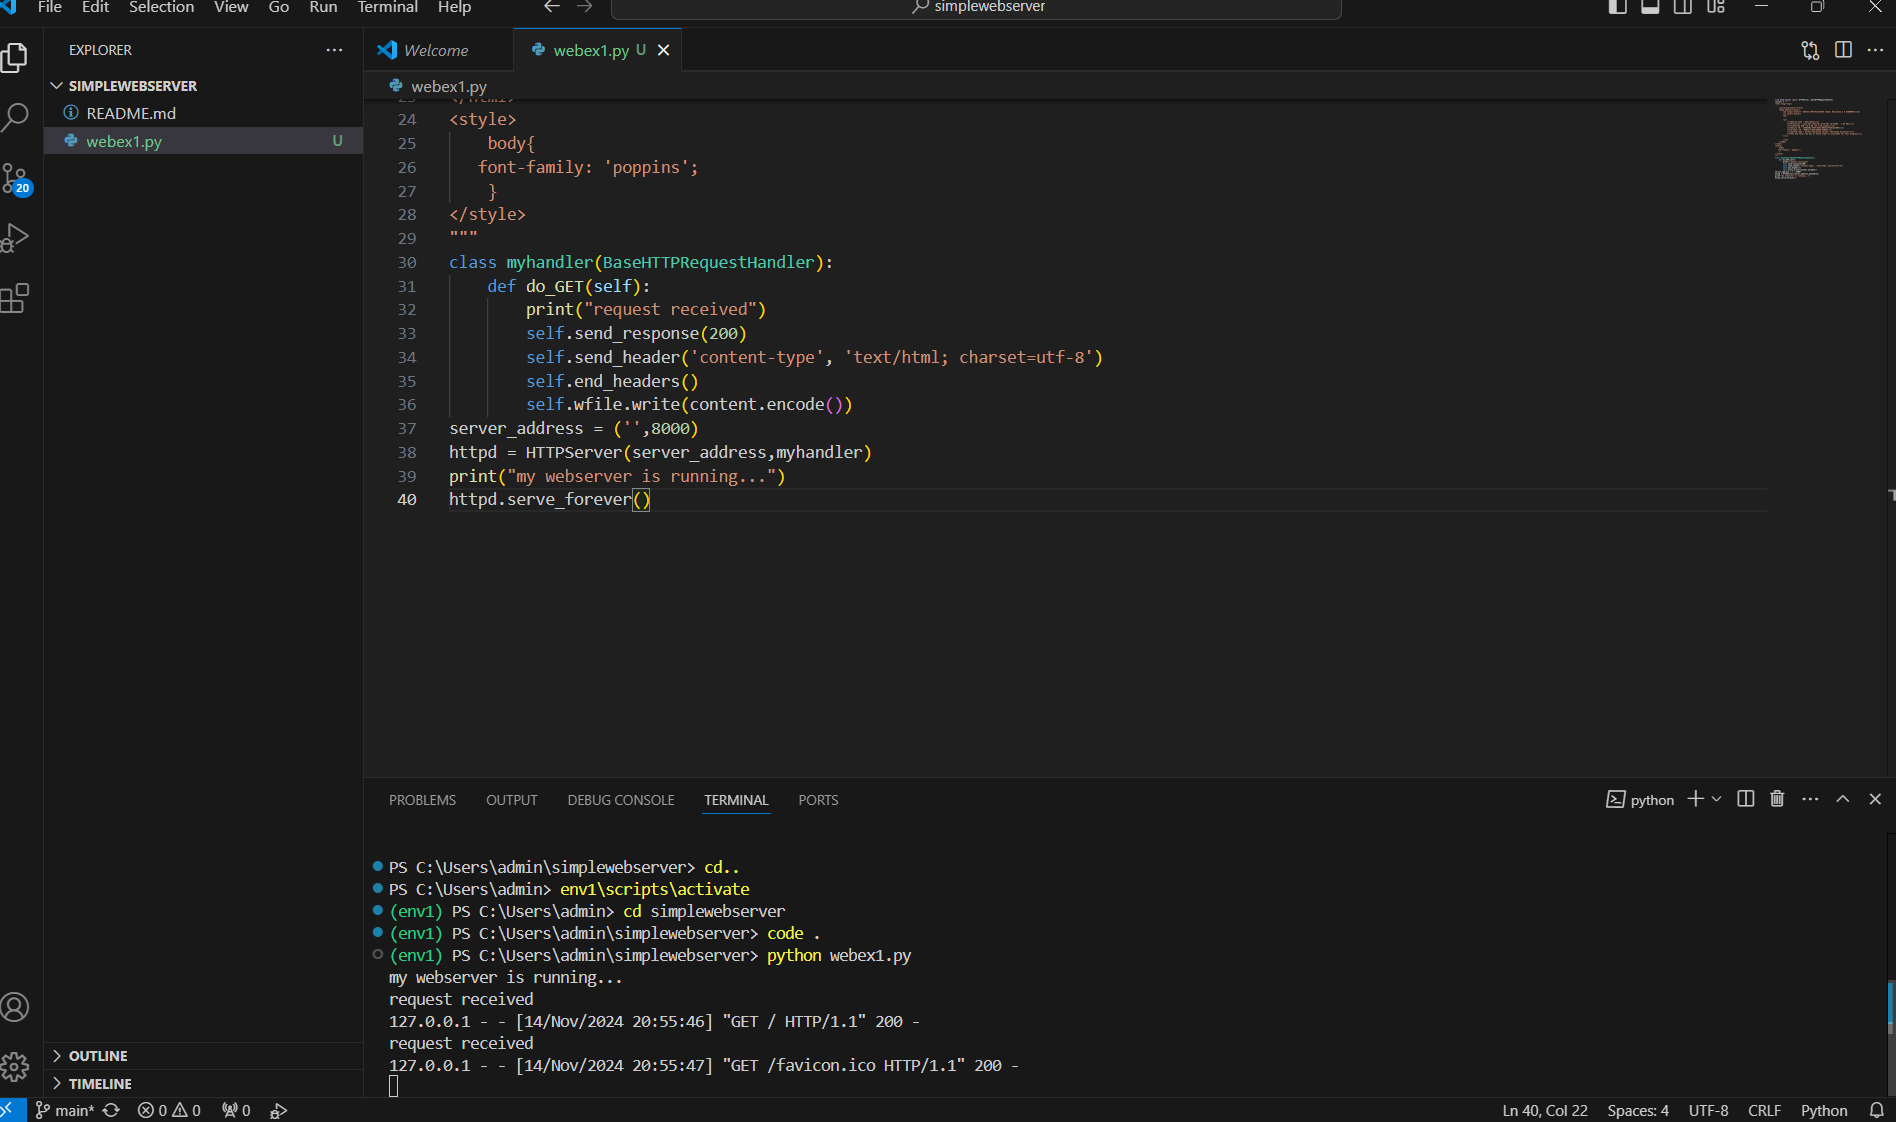 File Edit Selection View Go Run Terminal Help
simplewebserver
EXPLORER
SIMPLEWEBSERVER
README.md
webex1.py U
20
Welcome
webex1.py U
webex1.py
23 </html>
24 <style>
25 body{
26 font-family: 'poppins';
27 }
28 </style>
29 """
30 class myhandler(BaseHTTPRequestHandler):
31 def do_GET(self):
32 print("request received")
33 self.send_response(200)
34 self.send_header('content-type', 'text/html; charset=utf-8')
35 self.end_headers()
36 self.wfile.write(content.encode())
37 server_address = ('',8000)
38 httpd = HTTPServer(server_address,myhandler)
39 print("my webserver is running...")
40 httpd.serve_forever()
PROBLEMS OUTPUT DEBUG CONSOLE TERMINAL PORTS
python
PS C:\Users\admin\simplewebserver> cd..
PS C:\Users\admin> env1\scripts\activate
(env1) PS C:\Users\admin> cd simplewebserver
(env1) PS C:\Users\admin\simplewebserver> code .
(env1) PS C:\Users\admin\simplewebserver> python webex1.py
my webserver is running...
request received
127.0.0.1 - - [14/Nov/2024 20:55:46] "GET / HTTP/1.1" 200 -
request received
127.0.0.1 - - [14/Nov/2024 20:55:47] "GET /favicon.ico HTTP/1.1" 200 -
OUTLINE
TIMELINE
main* 0 0 0
Ln 40, Col 22 Spaces: 4 UTF-8 CRLF Python